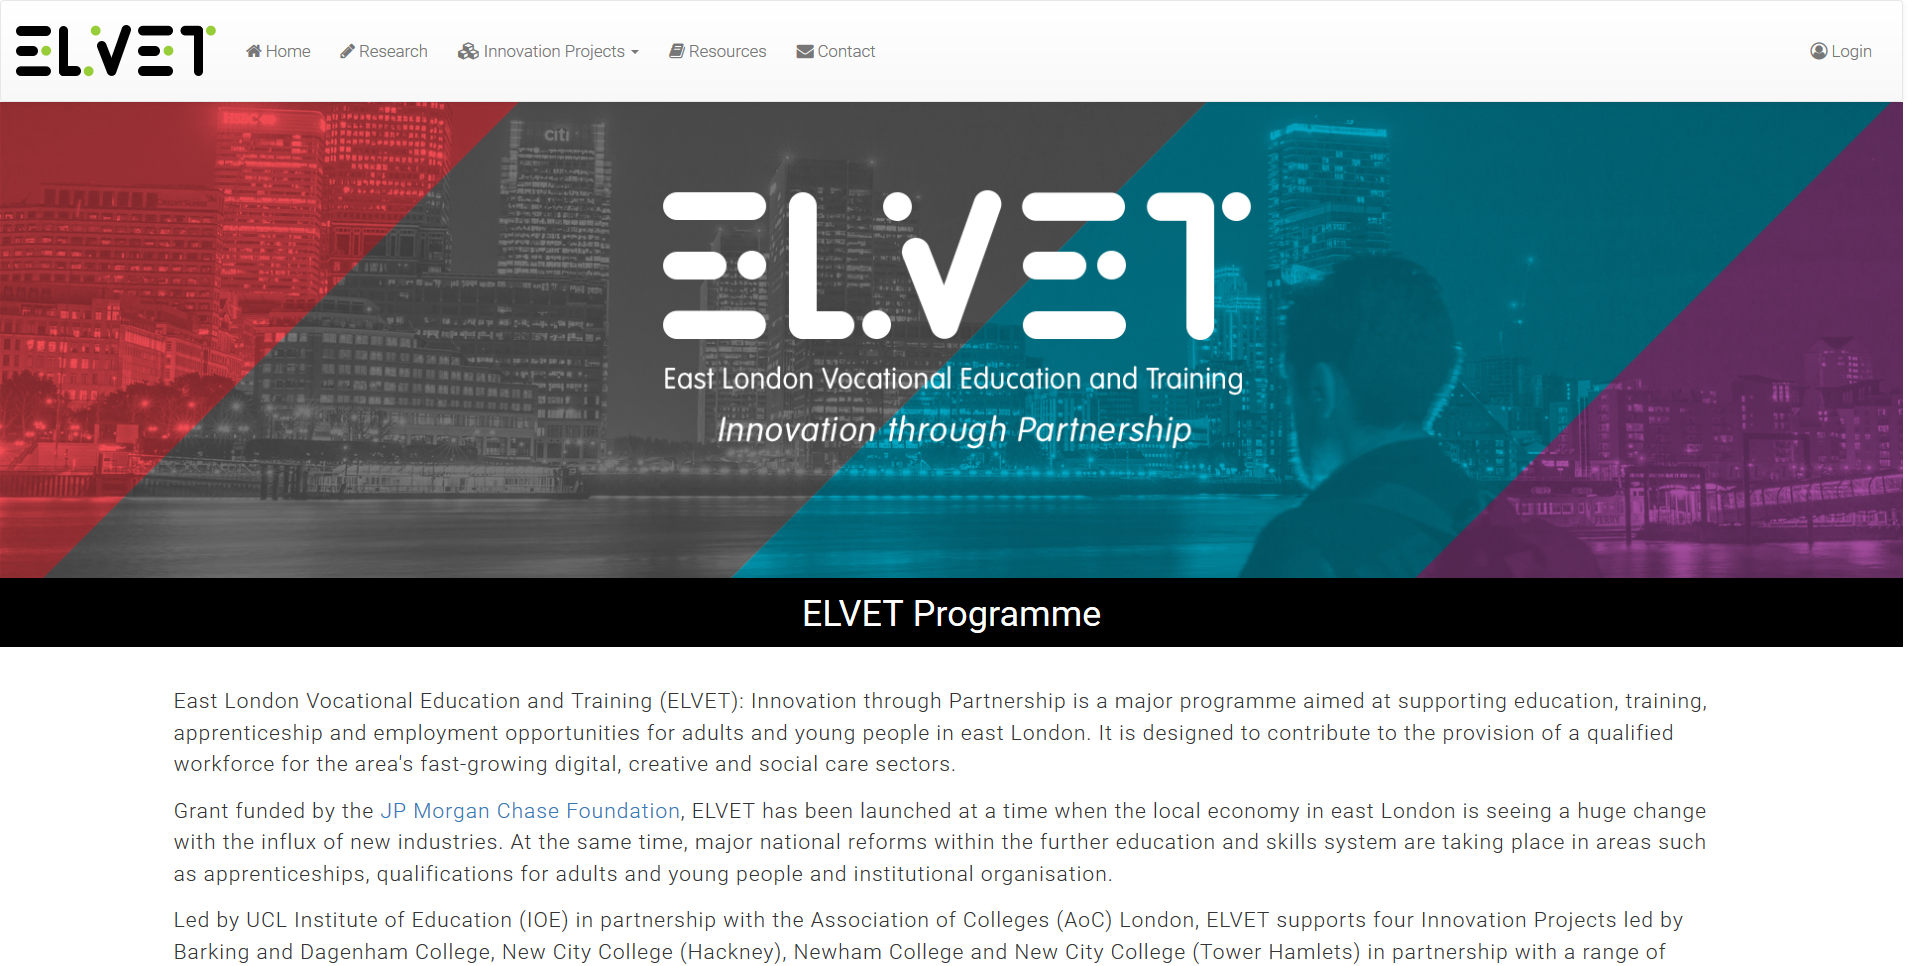 ELVET
Home
Research
Innovation Projects
Resources
Contact
Login
HSBC
citi
ELVET
East London Vocational Education and Training
Innovation through Partnership
ELVET Programme
East London Vocational Education and Training (ELVET): Innovation through Partnership is a major programme aimed at supporting education, training,
apprenticeship and employment opportunities for adults and young people in east London. It is designed to contribute to the provision of a qualified
workforce for the area's fast-growing digital, creative and social care sectors.
Grant funded by the JP Morgan Chase Foundation, ELVET has been launched at a time when the local economy in east London is seeing a huge change
with the influx of new industries. At the same time, major national reforms within the further education and skills system are taking place in areas such
as apprenticeships, qualifications for adults and young people and institutional organisation.
Led by UCL Institute of Education (IOE) in partnership with the Association of Colleges (AoC) London, ELVET supports four Innovation Projects led by
Barking and Dagenham College, New City College (Hackney), Newham College and New City College (Tower Hamlets) in partnership with a range of